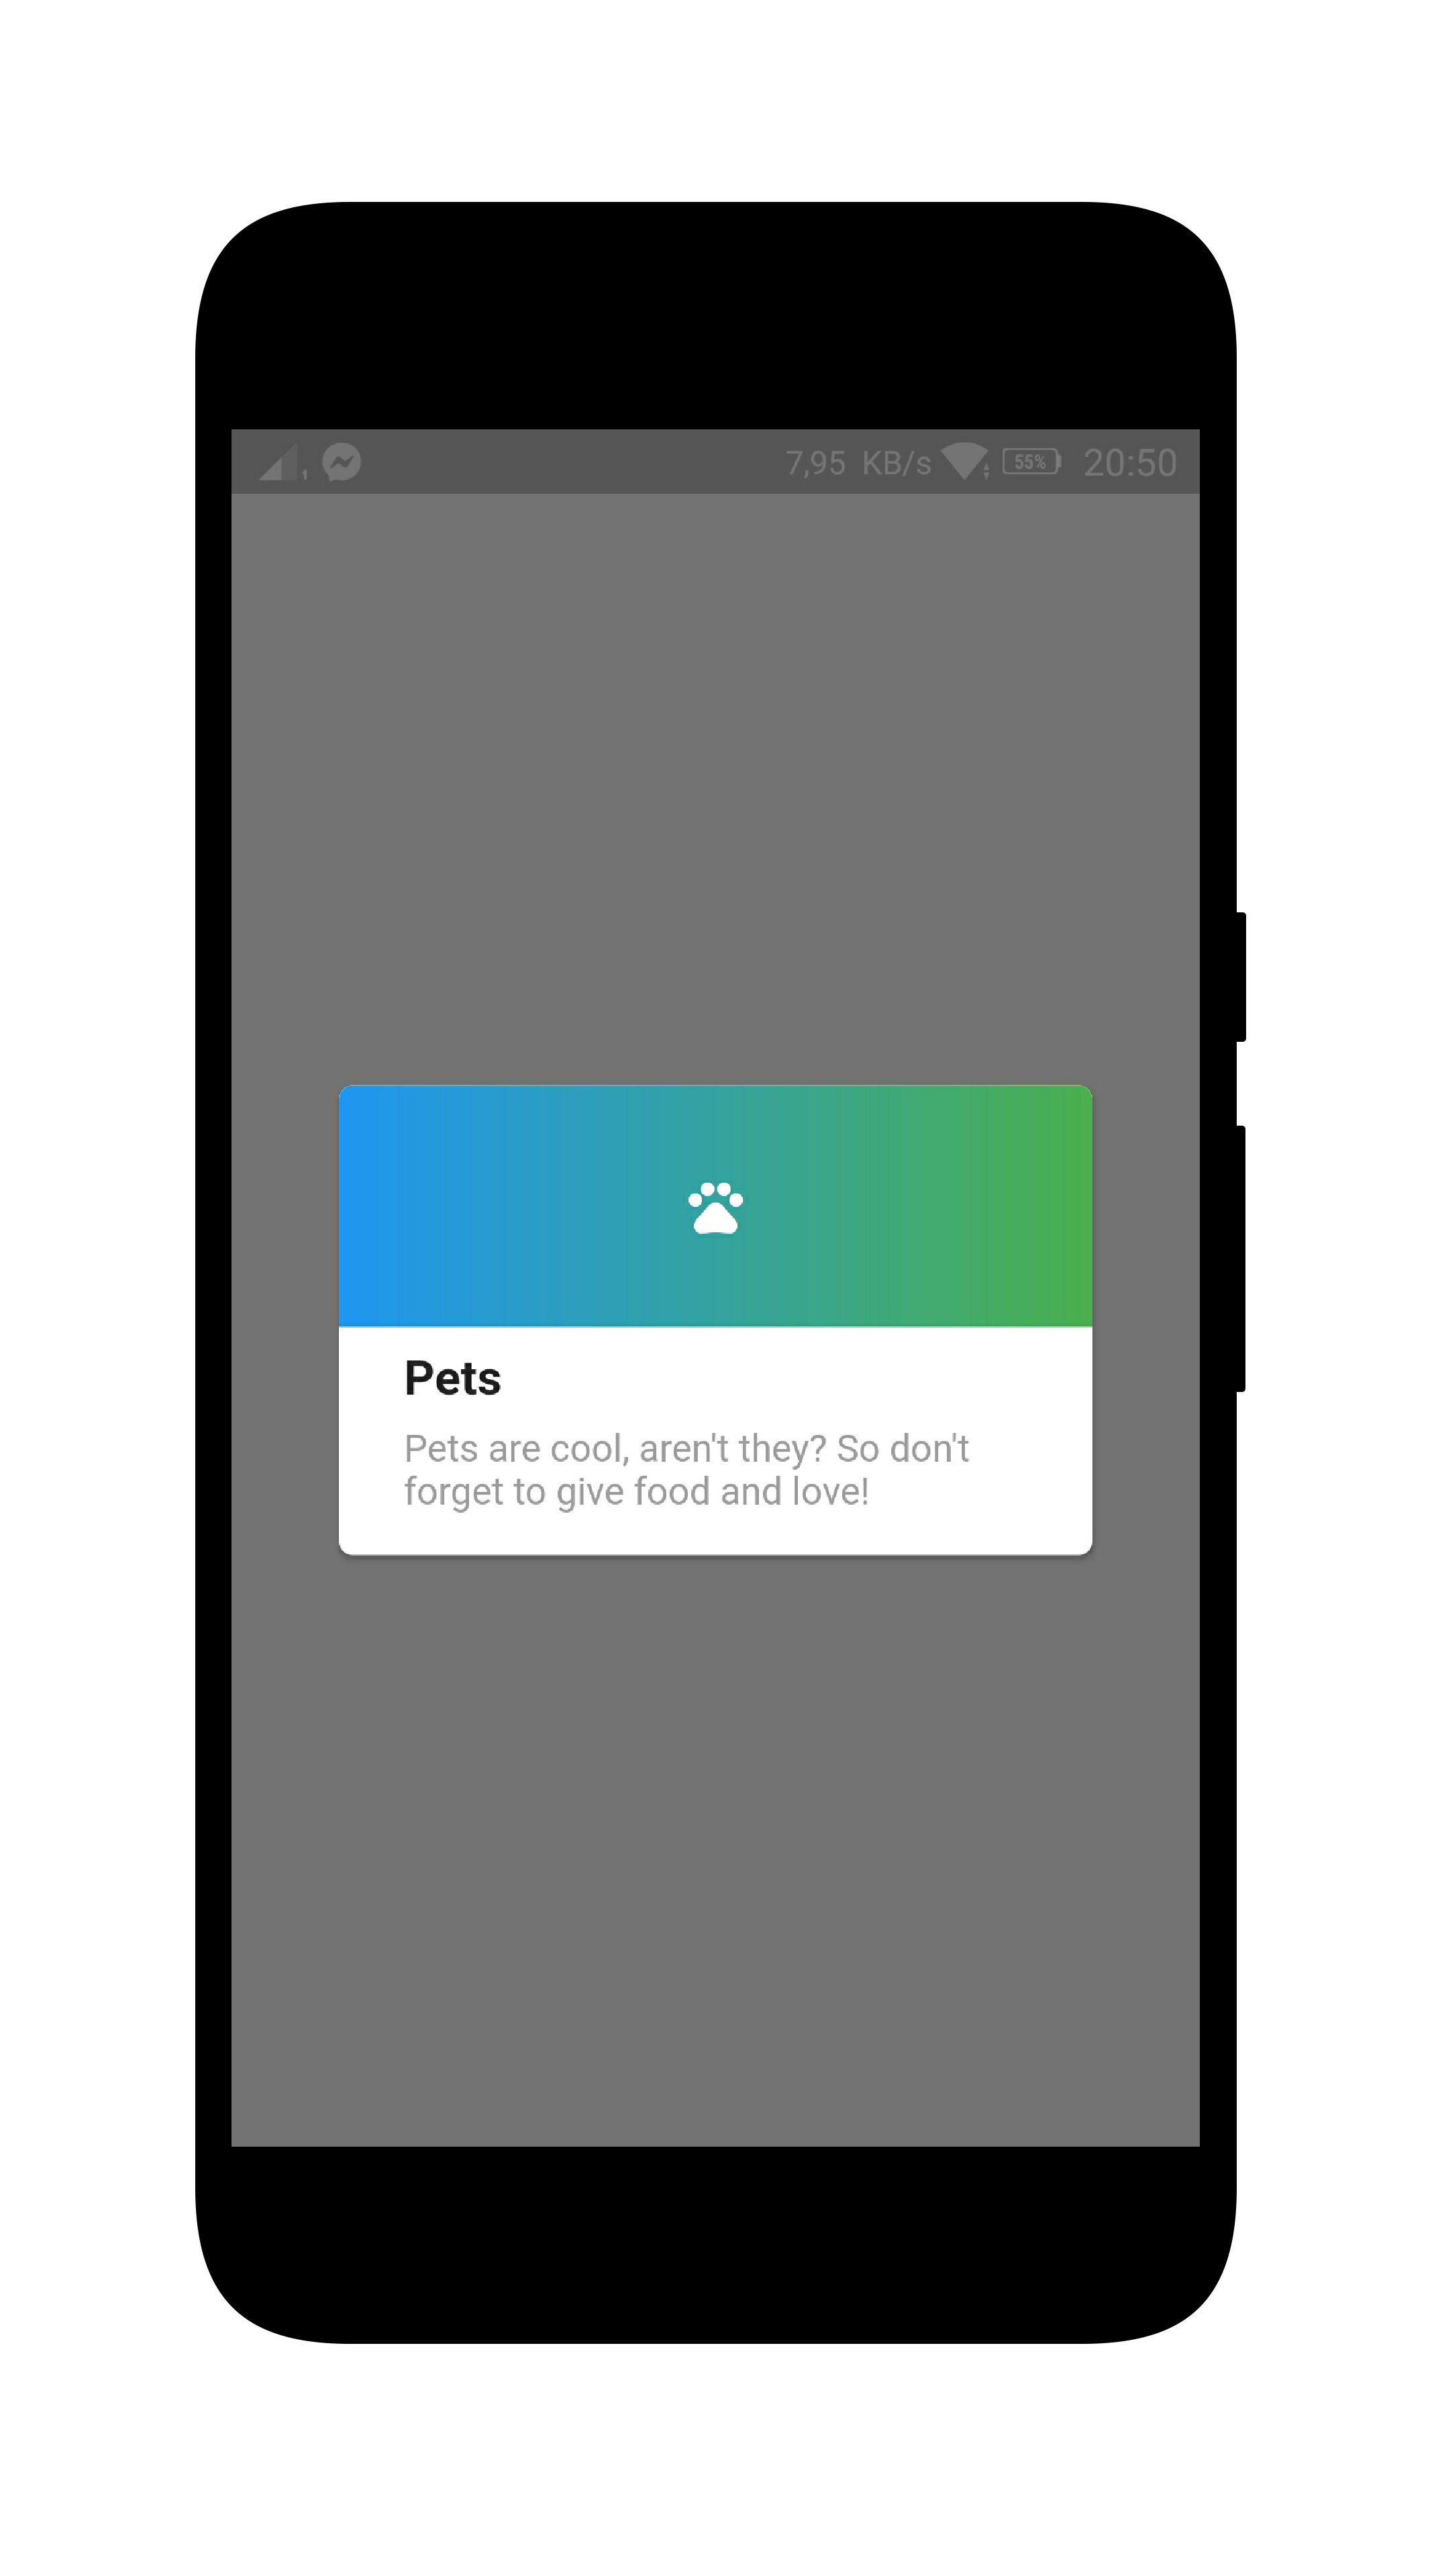 7,95 KB/s 55% 20:50
Pets
Pets are cool, aren't they? So don't
forget to give food and love!